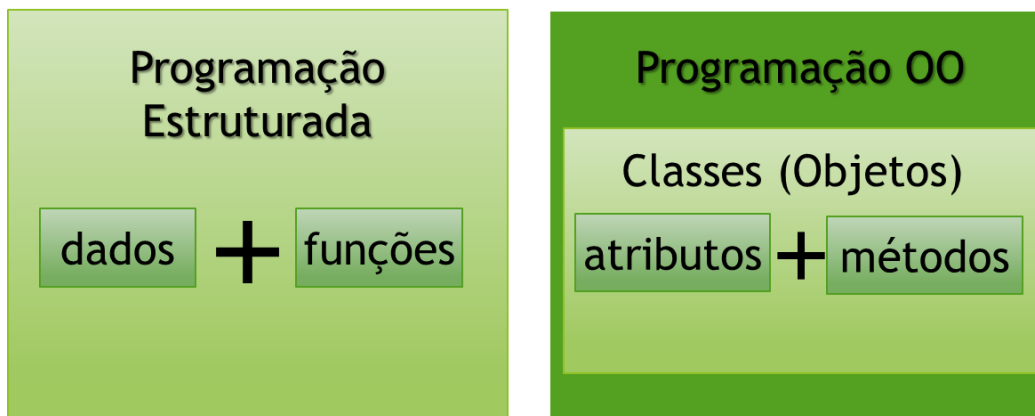 Programação
Estruturada
dados + funções
Programação OO
Classes (Objetos)
atributos + métodos